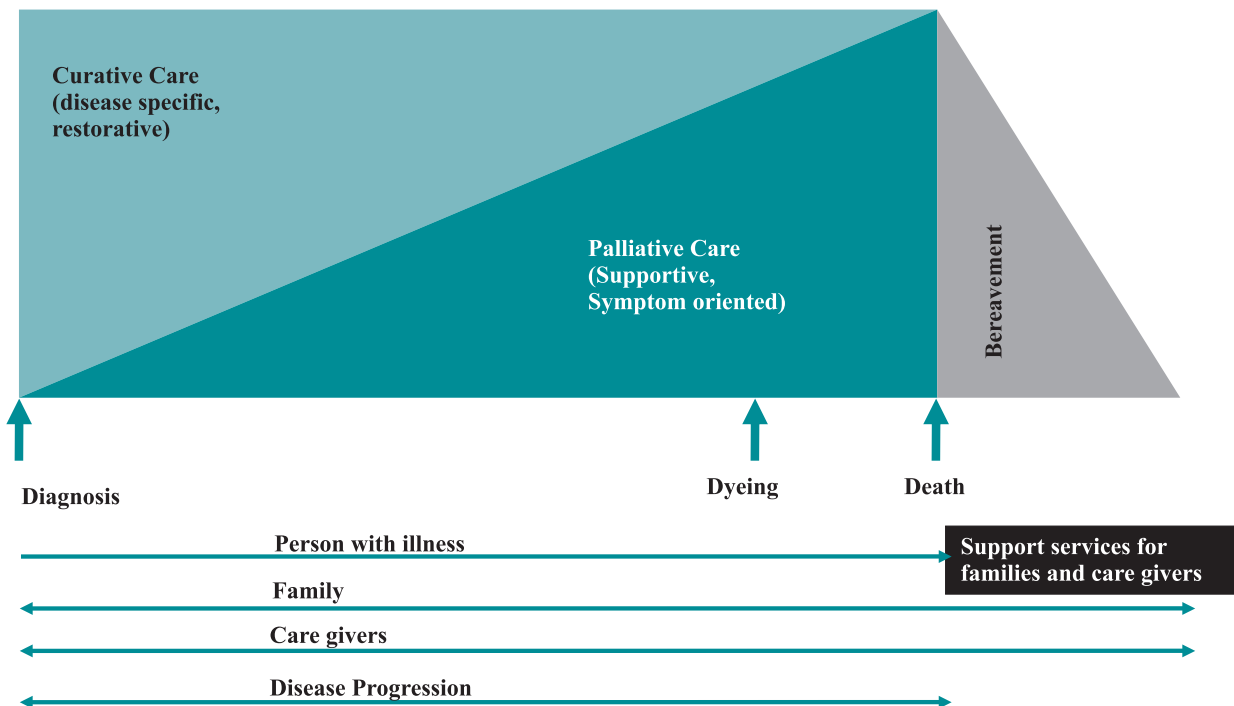 Curative Care
(disease specific,
restorative)
Palliative Care
(Supportive,
Symptom oriented)
Bereavement
Diagnosis
Dyeing
Death
Person with illness
Support services for
families and care givers
Family
Care givers
Disease Progression